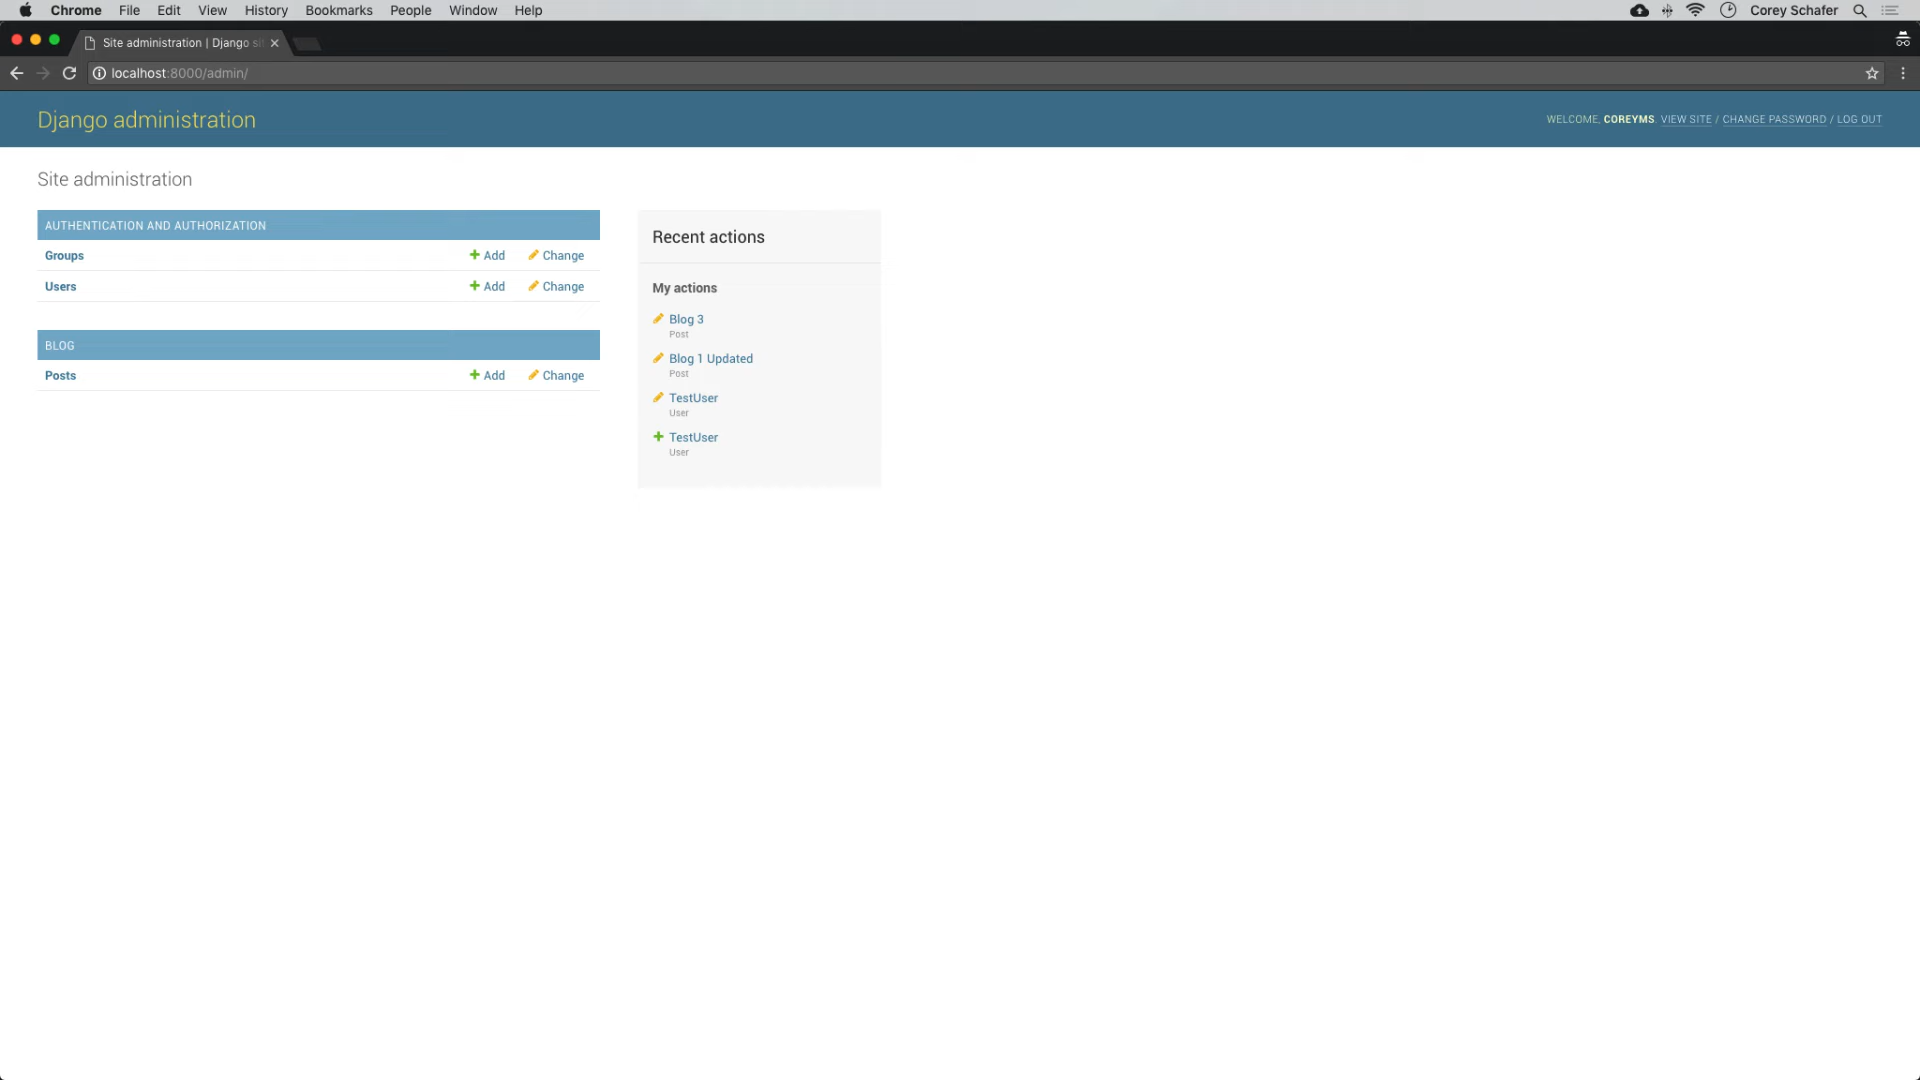 Chrome File Edit View History Bookmarks People Window Help Corey Schafer
Site administration | Django si
localhost:8000/admin/
Django administration
WELCOME, COREYMS. VIEW SITE / CHANGE PASSWORD / LOG OUT
Site administration
AUTHENTICATION AND AUTHORIZATION
Groups Add Change
Users Add Change
BLOG
Posts Add Change
Recent actions
My actions
Blog 3
Post
Blog 1 Updated
Post
TestUser
User
TestUser
User